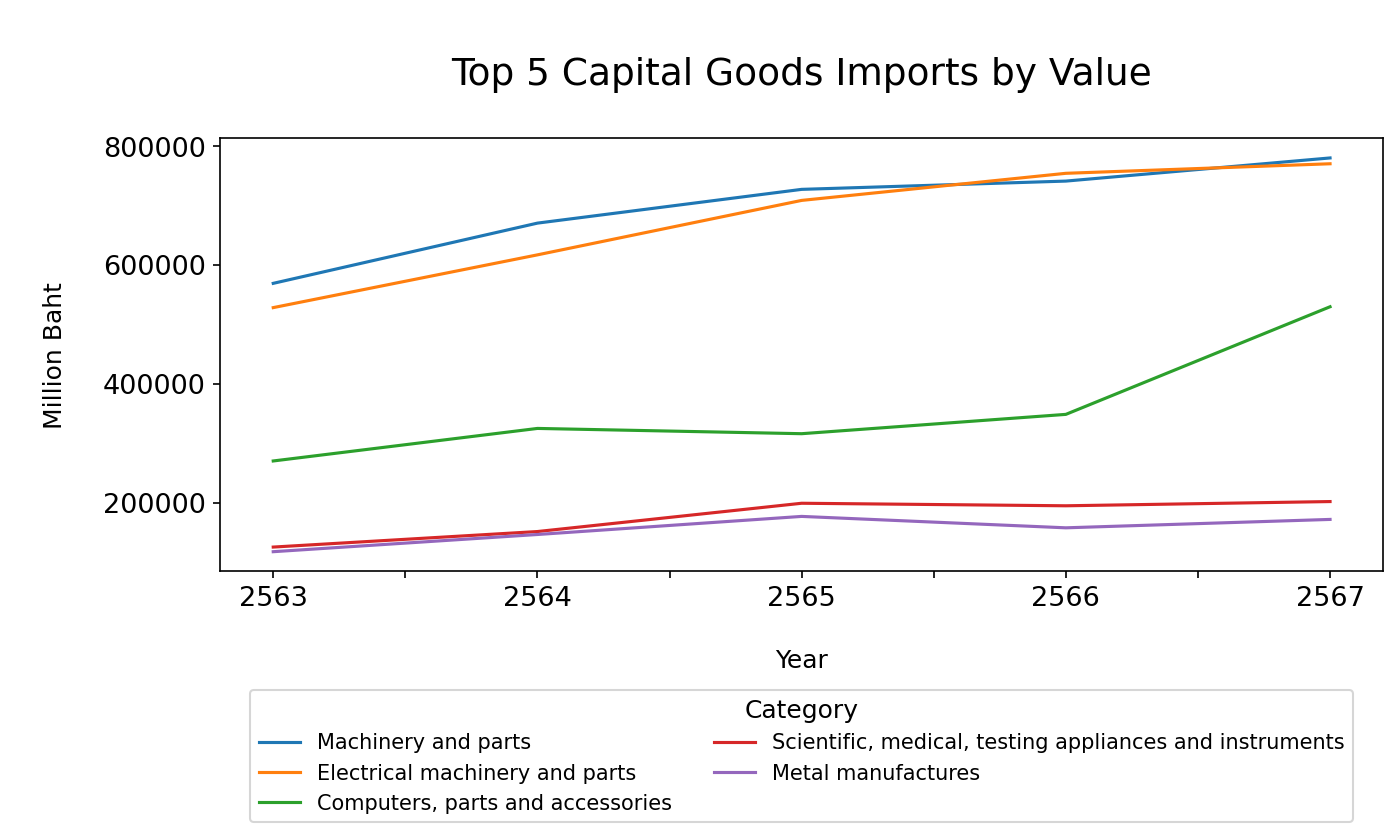 Top 5 Capital Goods Imports by Value
800000
600000
400000
200000
Million Baht
2563 2564 2565 2566 2567
Year
Category
Machinery and parts
Electrical machinery and parts
Computers, parts and accessories
Scientific, medical, testing appliances and instruments
Metal manufactures